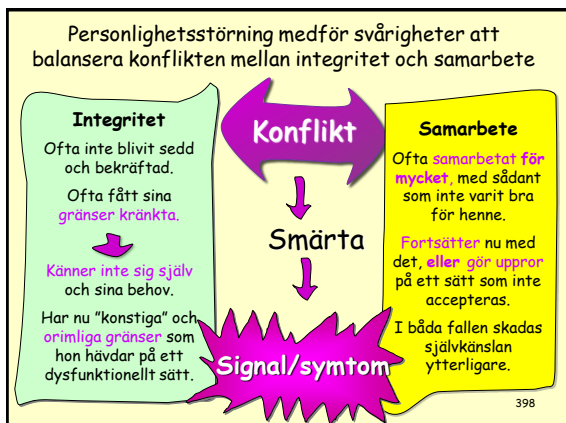 Personlighetsstörning medför svårigheter att
balansera konflikten mellan integritet och samarbete
Integritet
Ofta inte blivit sedd
och bekräftad.
Ofta fått sina
gränser kränkta.
Känner inte sig själv
och sina behov.
Har nu "konstiga" och
orimliga gränser som
hon hävdar på ett
dysfunktionellt sätt.
Konflikt
Smärta
Signal/symtom
Samarbete
Ofta samarbetat för
mycket, med sådant
som inte varit bra
för henne.
Fortsätter nu med
det, eller gör uppror
på ett sätt som inte
accepteras.
I båda fallen skadas
självkänslan
ytterligare.
398